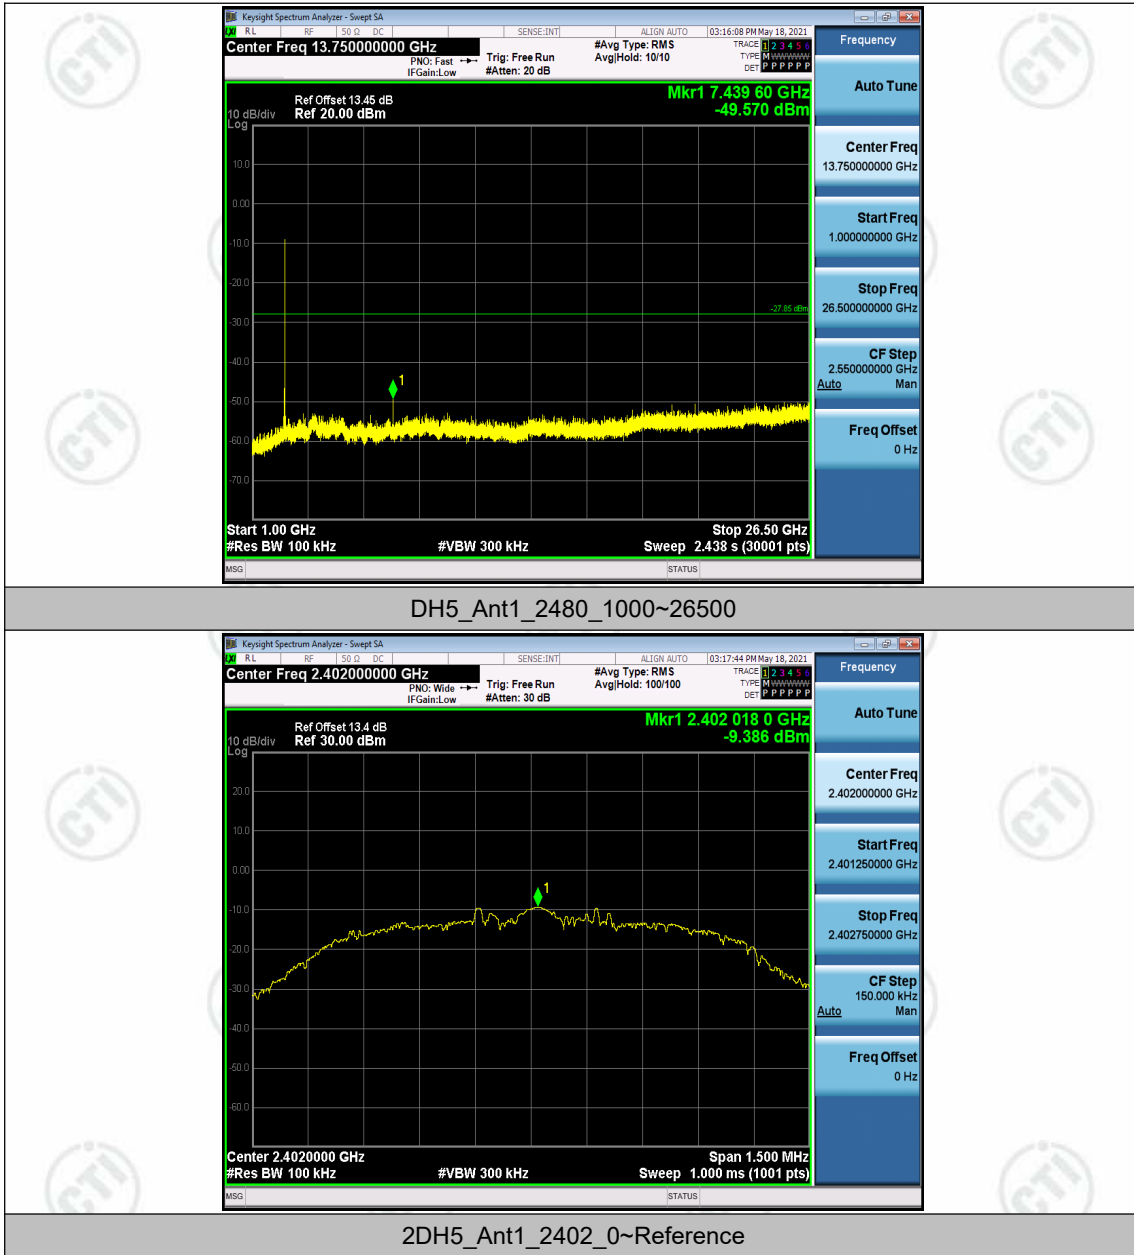 Keysight Spectrum Analyzer - Swept SA
LXI RL RF 50 Ω DC SENSE:INT ALIGN AUTO 03:16:08 PM May 18, 2021
Center Freq 13.750000000 GHz
PNO: Fast
IFGain:Low
Trig: Free Run
#Atten: 20 dB
#Avg Type: RMS
Avg|Hold: 10/10
TRACE 1 2 3 4 5 6
TYPE M W W W W W
DET P P P P P P
Mkr1 7.439 60 GHz
-49.570 dBm
Ref Offset 13.45 dB
10 dB/div Ref 20.00 dBm
Log
10.0
0.00
-10.0
-20.0
-27.85 dBm
-30.0
-40.0
1
-50.0
-60.0
-70.0
Start 1.00 GHz Stop 26.50 GHz
#Res BW 100 kHz #VBW 300 kHz Sweep 2.438 s (30001 pts)
MSG STATUS
Frequency
Auto Tune
Center Freq
13.750000000 GHz
Start Freq
1.000000000 GHz
Stop Freq
26.500000000 GHz
CF Step
2.550000000 GHz
Auto Man
Freq Offset
0 Hz
DH5_Ant1_2480_1000~26500
Keysight Spectrum Analyzer - Swept SA
LXI RL RF 50 Ω DC SENSE:INT ALIGN AUTO 03:17:44 PM May 18, 2021
Center Freq 2.402000000 GHz
PNO: Wide
IFGain:Low
Trig: Free Run
#Atten: 30 dB
#Avg Type: RMS
Avg|Hold: 100/100
TRACE 1 2 3 4 5 6
TYPE M W W W W W
DET P P P P P P
Mkr1 2.402 018 0 GHz
-9.386 dBm
Ref Offset 13.4 dB
10 dB/div Ref 30.00 dBm
Log
20.0
10.0
0.00
1
-10.0
-20.0
-30.0
-40.0
-50.0
-60.0
Center 2.4020000 GHz Span 1.500 MHz
#Res BW 100 kHz #VBW 300 kHz Sweep 1.000 ms (1001 pts)
MSG STATUS
Frequency
Auto Tune
Center Freq
2.402000000 GHz
Start Freq
2.401250000 GHz
Stop Freq
2.402750000 GHz
CF Step
150.000 kHz
Auto Man
Freq Offset
0 Hz
2DH5_Ant1_2402_0~Reference
CTI
CTI
CTI
CTI
CTI
CTI
CTI
CTI